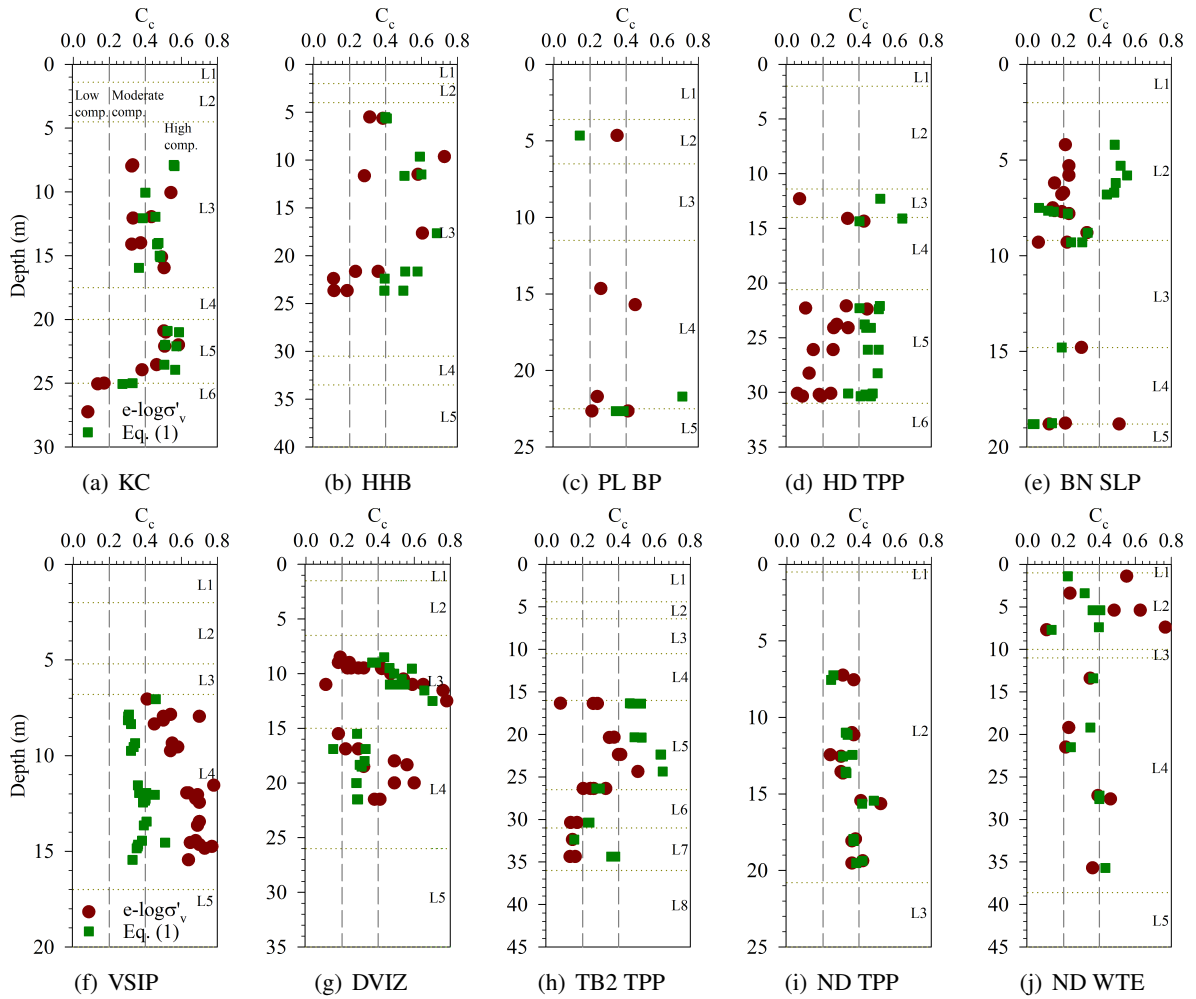 C_c C_c C_c C_c C_c
0.0 0.2 0.4 0.6 0.8 0.0 0.2 0.4 0.6 0.8 0.0 0.2 0.4 0.6 0.8 0.0 0.2 0.4 0.6 0.8 0.0 0.2 0.4 0.6 0.8
Depth (m)
0
5
10
15
20
25
30
L1
Low comp.
Moderate comp.
L2
High comp.
L3
L4
L5
L6
e-logσ'_v
Eq. (1)
(a) KC
0
5
10
15
20
25
30
35
40
L1
L2
L3
L4
L5
(b) HHB
0
5
10
15
20
25
L1
L2
L3
L4
L5
(c) PL BP
0
5
10
15
20
25
30
35
L1
L2
L3
L4
L5
L6
(d) HD TPP
0
5
10
15
20
L1
L2
L3
L4
L5
(e) BN SLP
C_c C_c C_c C_c C_c
0.0 0.2 0.4 0.6 0.8 0.0 0.2 0.4 0.6 0.8 0.0 0.2 0.4 0.6 0.8 0.0 0.2 0.4 0.6 0.8 0.0 0.2 0.4 0.6 0.8
Depth (m)
0
5
10
15
20
L1
L2
L3
L4
L5
e-logσ'_v
Eq. (1)
(f) VSIP
0
5
10
15
20
25
30
35
L1
L2
L3
L4
L5
(g) DVIZ
0
5
10
15
20
25
30
35
40
45
L1
L2
L3
L4
L5
L6
L7
L8
(h) TB2 TPP
0
5
10
15
20
25
L1
L2
L3
(i) ND TPP
0
5
10
15
20
25
30
35
40
45
L1
L2
L3
L4
L5
(j) ND WTE